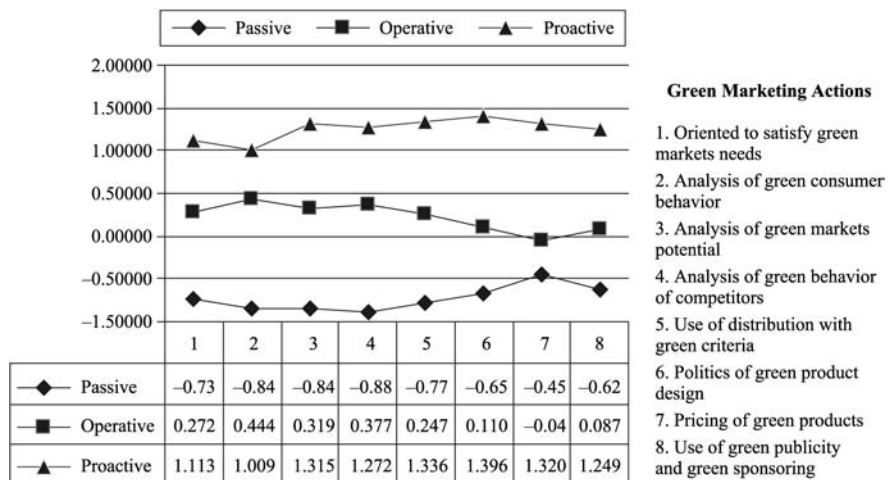 Passive Operative Proactive
2.00000
1.50000
1.00000
0.50000
0.00000
–0.50000
–1.50000
1 2 3 4 5 6 7 8
Passive –0.73 –0.84 –0.84 –0.88 –0.77 –0.65 –0.45 –0.62
Operative 0.272 0.444 0.319 0.377 0.247 0.110 –0.04 0.087
Proactive 1.113 1.009 1.315 1.272 1.336 1.396 1.320 1.249
Green Marketing Actions
1. Oriented to satisfy green
markets needs
2. Analysis of green consumer
behavior
3. Analysis of green markets
potential
4. Analysis of green behavior
of competitors
5. Use of distribution with
green criteria
6. Politics of green product
design
7. Pricing of green products
8. Use of green publicity
and green sponsoring